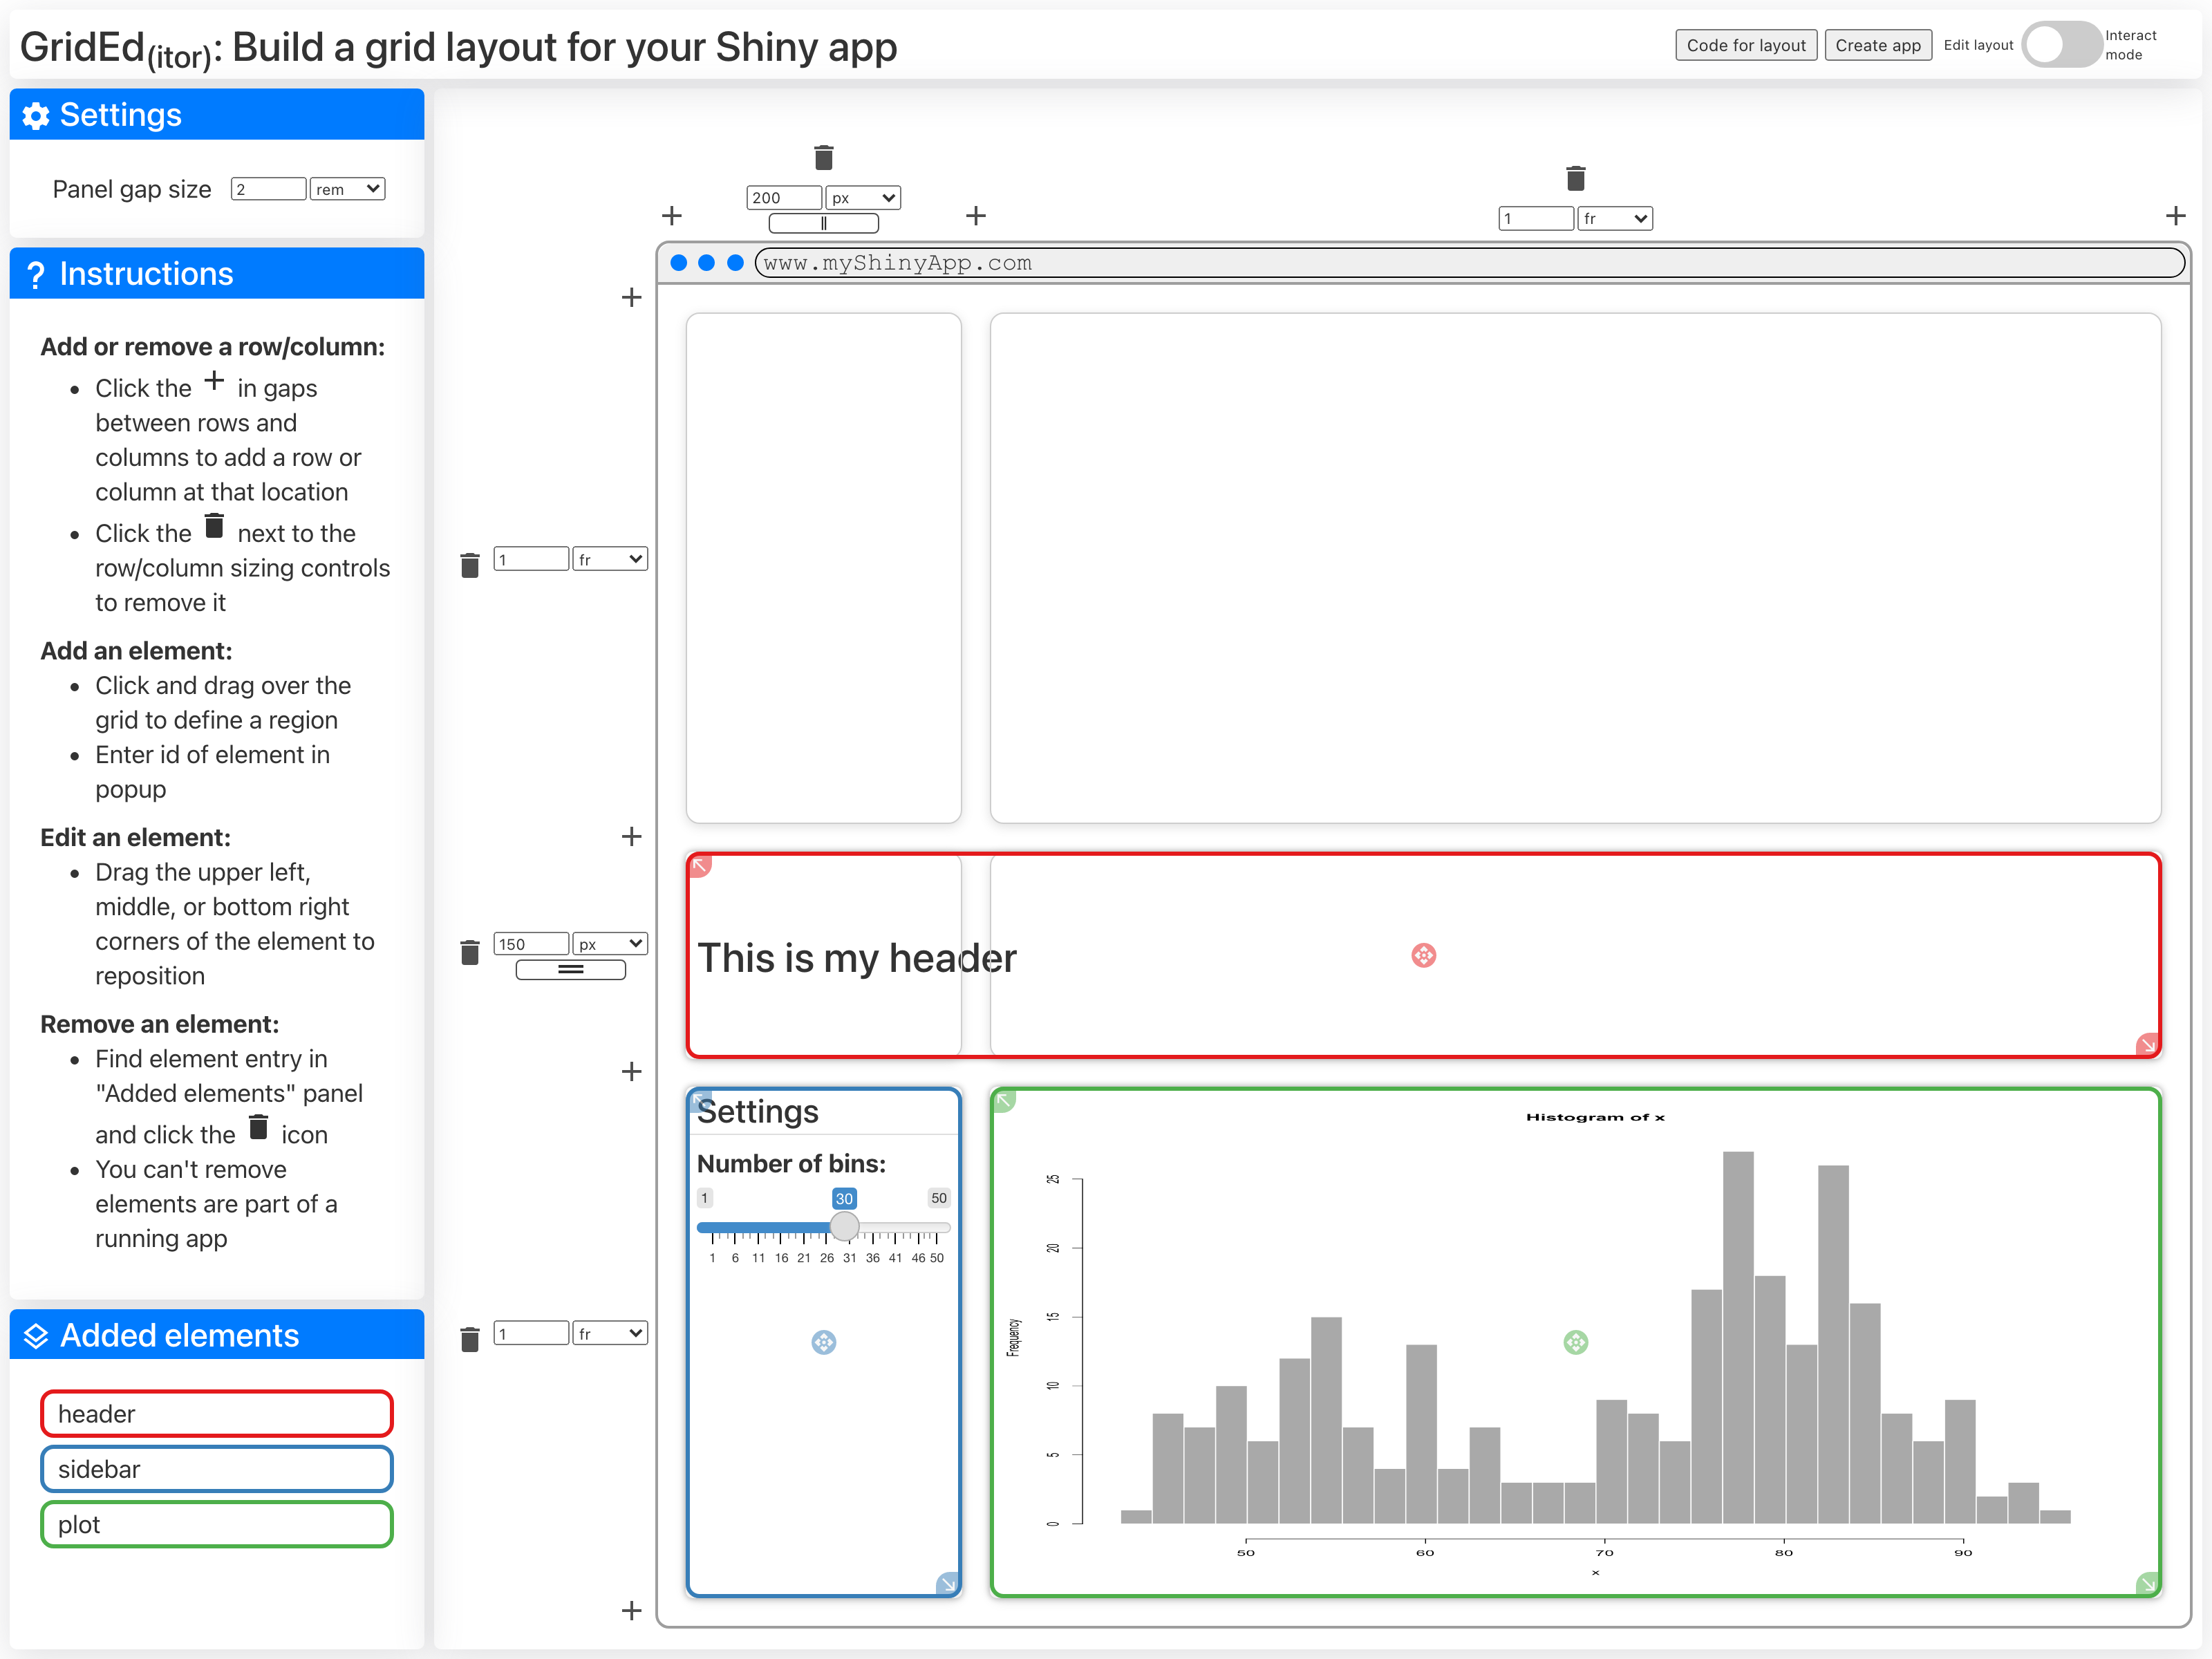 GridEd(itor): Build a grid layout for your Shiny app
Code for layout
Create app
Edit layout
Interact
mode
Settings
Panel gap size 2 rem
Instructions
Add or remove a row/column:
• Click the + in gaps
between rows and
columns to add a row or
column at that location
• Click the next to the
row/column sizing controls
to remove it
Add an element:
• Click and drag over the
grid to define a region
• Enter id of element in
popup
Edit an element:
• Drag the upper left,
middle, or bottom right
corners of the element to
reposition
Remove an element:
• Find element entry in
"Added elements" panel
and click the icon
• You can't remove
elements are part of a
running app
Added elements
header
sidebar
plot
200 px
1 fr
www.myShinyApp.com
1 fr
150 px
1 fr
This is my header
Settings
Number of bins:
1 30 50
1 6 11 16 21 26 31 36 41 46 50
Histogram of x
Frequency
25
20
15
10
5
0
50 60 70 80 90
x